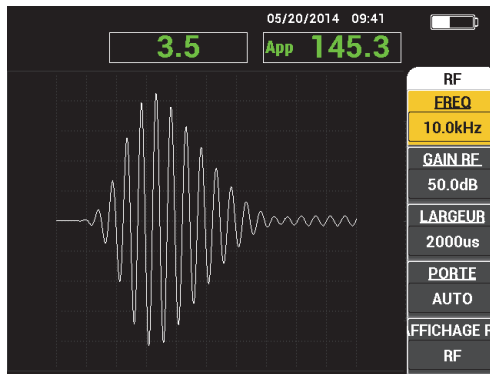 05/20/2014 09:41
3.5
App 145.3
RF
FREQ
10.0kHz
GAIN RF
50.0dB
LARGEUR
2000us
PORTE
AUTO
AFFICHAGE R
RF